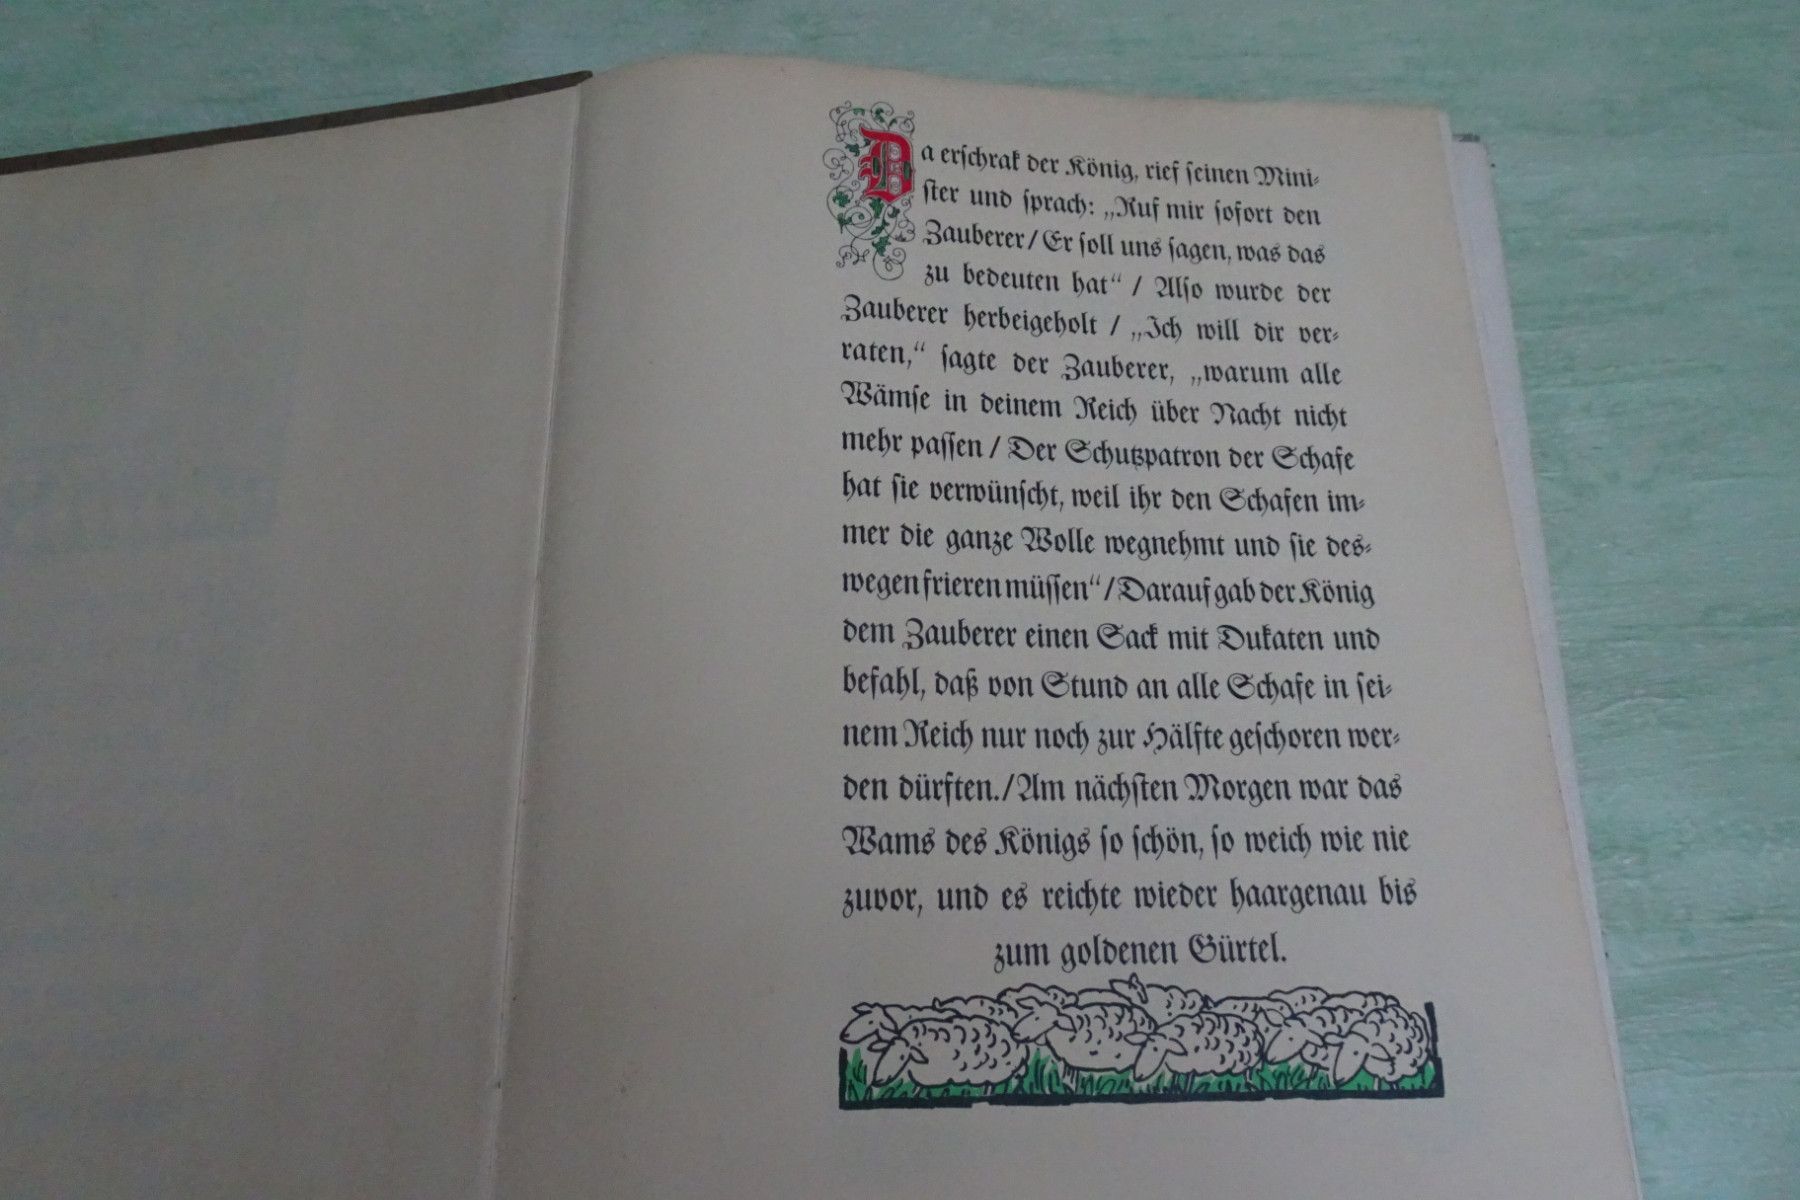 Da erſchrak der König, rief ſeinen Mini⸗
ſter und ſprach: „Ruf mir ſofort den
Zauberer / Er ſoll uns ſagen, was das
zu bedeuten hat“ / Alſo wurde der
Zauberer herbeigeholt / „Ich will dir ver⸗
raten,“ ſagte der Zauberer, „warum alle
Wämſe in deinem Reich über Nacht nicht
mehr paſſen / Der Schutzpatron der Schafe
hat ſie verwünſcht, weil ihr den Schafen im⸗
mer die ganze Wolle wegnehmt und ſie des⸗
wegen frieren müſſen“ / Darauf gab der König
dem Zauberer einen Sack mit Dukaten und
befahl, daß von Stund an alle Schafe in ſei⸗
nem Reich nur noch zur Hälfte geſchoren wer⸗
den dürften. / Am nächſten Morgen war das
Wams des Königs ſo ſchön, ſo weich wie nie
zuvor, und es reichte wieder haargenau bis
zum goldenen Gürtel.